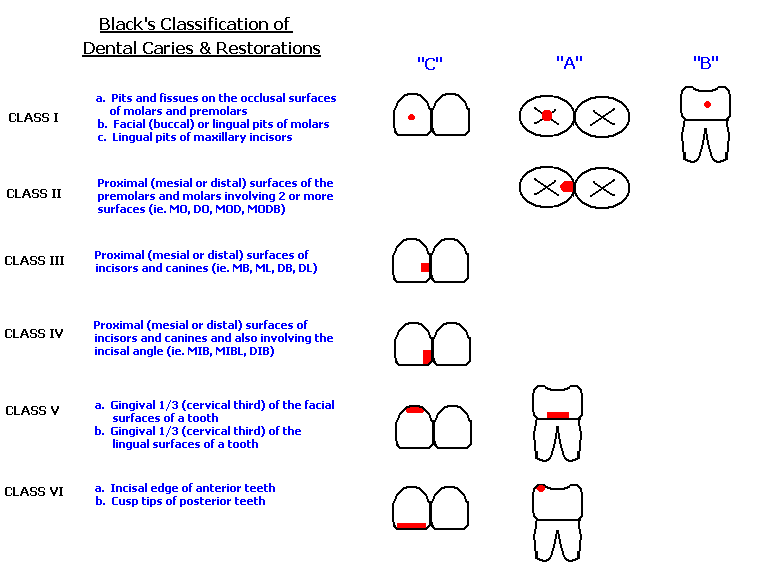 Black's Classification of
Dental Caries & Restorations
"C"
"A"
"B"
CLASS I
a. Pits and fissues on the occlusal surfaces
of molars and premolars
b. Facial (buccal) or lingual pits of molars
c. Lingual pits of maxillary incisors
CLASS II
Proximal (mesial or distal) surfaces of the
premolars and molars involving 2 or more
surfaces (ie. MO, DO, MOD, MODB)
CLASS III
Proximal (mesial or distal) surfaces of
incisors and canines (ie. MB, ML, DB, DL)
CLASS IV
Proximal (mesial or distal) surfaces of
incisors and canines and also involving the
incisal angle (ie. MIB, MIBL, DIB)
CLASS V
a. Gingival 1/3 (cervical third) of the facial
surfaces of a tooth
b. Gingival 1/3 (cervical third) of the
lingual surfaces of a tooth
CLASS VI
a. Incisal edge of anterior teeth
b. Cusp tips of posterior teeth